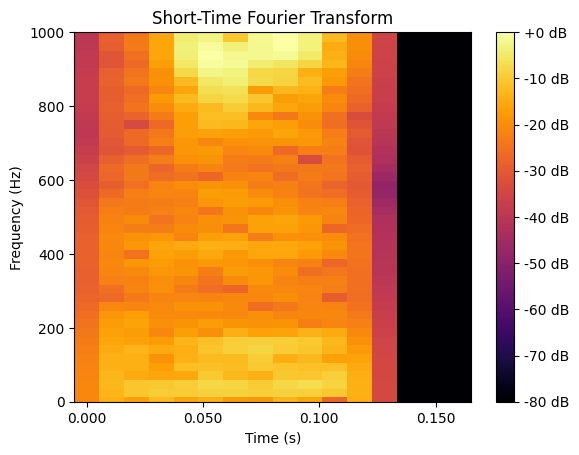 Short-Time Fourier Transform
1000
800
600
400
200
0
Frequency (Hz)
0.000
0.050
0.100
0.150
Time (s)
+0 dB
-10 dB
-20 dB
-30 dB
-40 dB
-50 dB
-60 dB
-70 dB
-80 dB